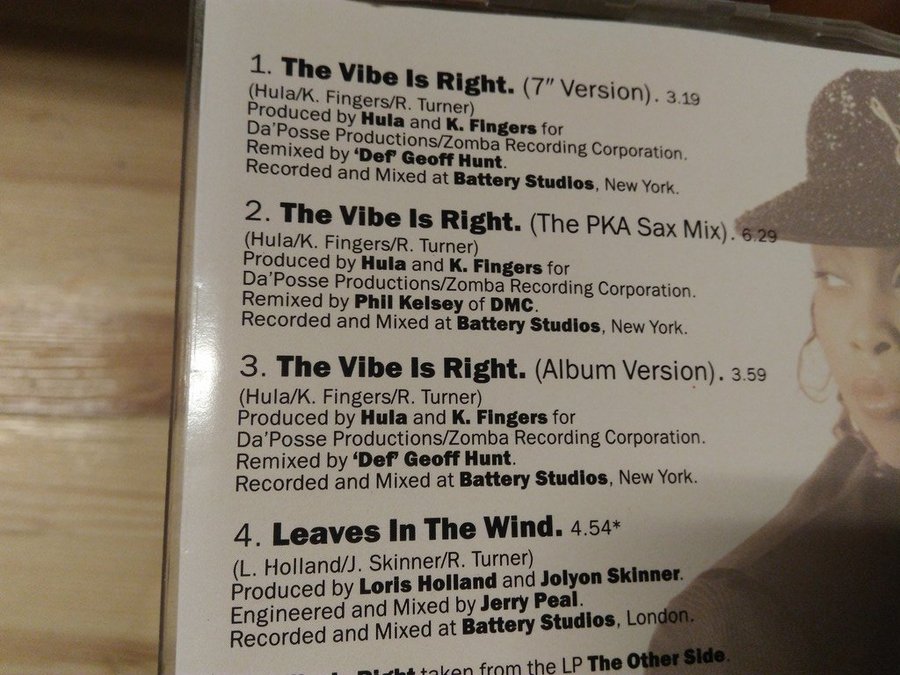 1. The Vibe Is Right. (7" Version). 3.19
(Hula/K. Fingers/R. Turner)
Produced by Hula and K. Fingers for
Da'Posse Productions/Zomba Recording Corporation.
Remixed by 'Def' Geoff Hunt.
Recorded and Mixed at Battery Studios, New York.
2. The Vibe Is Right. (The PKA Sax Mix). 6.29
(Hula/K. Fingers/R. Turner)
Produced by Hula and K. Fingers for
Da'Posse Productions/Zomba Recording Corporation.
Remixed by Phil Kelsey of DMC.
Recorded and Mixed at Battery Studios, New York.
3. The Vibe Is Right. (Album Version). 3.59
(Hula/K. Fingers/R. Turner)
Produced by Hula and K. Fingers for
Da'Posse Productions/Zomba Recording Corporation.
Remixed by 'Def' Geoff Hunt.
Recorded and Mixed at Battery Studios, New York.
4. Leaves In The Wind. 4.54*
(L. Holland/J. Skinner/R. Turner)
Produced by Loris Holland and Jolyon Skinner.
Engineered and Mixed by Jerry Peal.
Recorded and Mixed at Battery Studios, London.
Right taken from the LP The Other Side.